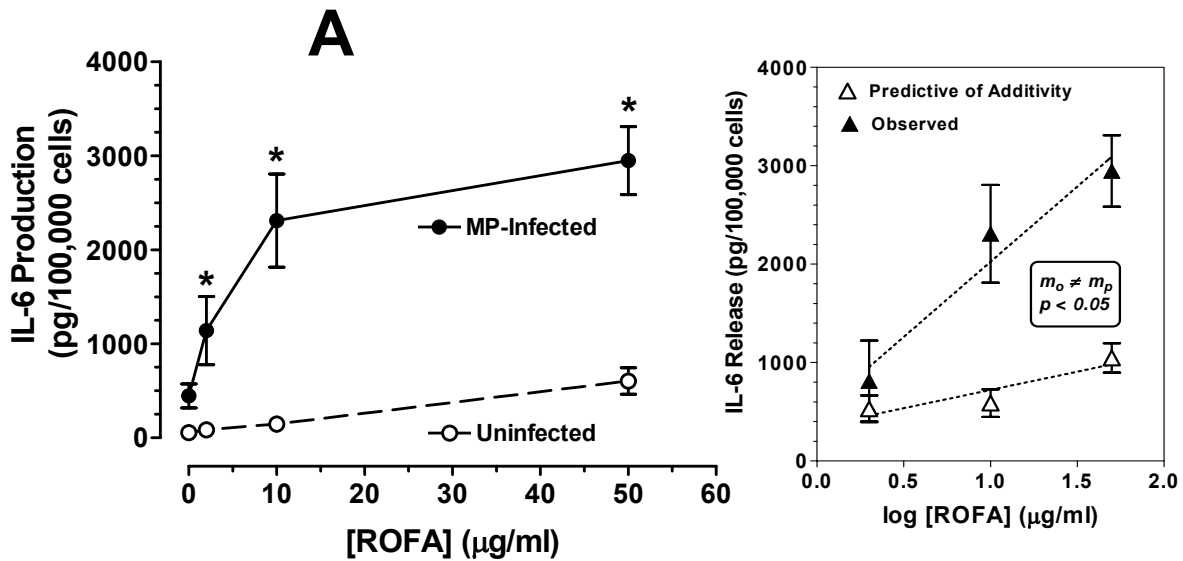 A
IL-6 Production
(pg/100,000 cells)
4000
3000
2000
1000
0
*
*
*
MP-Infected
Uninfected
0 10 20 30 40 50 60
[ROFA] (μg/ml)
IL-6 Release (pg/100,000 cells)
4000
3000
2000
1000
0
Predictive of Additivity
Observed
mo ≠ mp
p < 0.05
0.0 0.5 1.0 1.5 2.0
log [ROFA] (μg/ml)